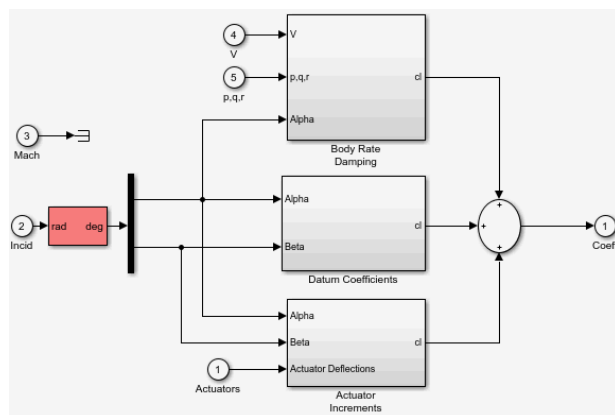 4
V
5
p,q,r
V
p,q,r
Alpha
cl
Body Rate
Damping
3
Mach
2
Incid
rad
deg
Alpha
Beta
cl
Datum Coefficients
+
+
+
1
Coef
Alpha
Beta
Actuator Deflections
cl
1
Actuators
Actuator
Increments